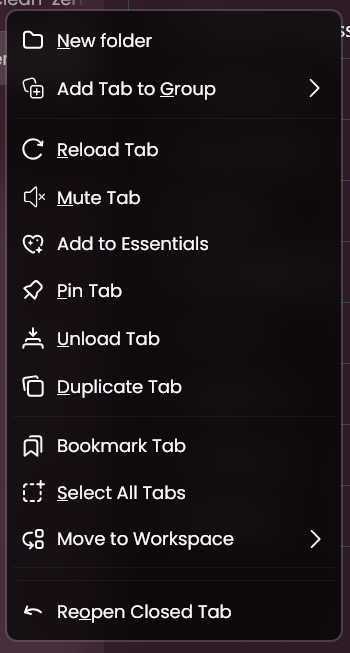 New folder
Add Tab to Group
Reload Tab
Mute Tab
Add to Essentials
Pin Tab
Unload Tab
Duplicate Tab
Bookmark Tab
Select All Tabs
Move to Workspace
Reopen Closed Tab